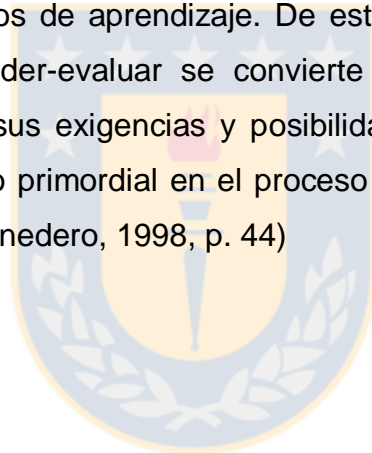 os de aprendizaje. De est
der-evaluar se convierte
sus exigencias y posibilida
o primordial en el proceso
nedero, 1998, p. 44)